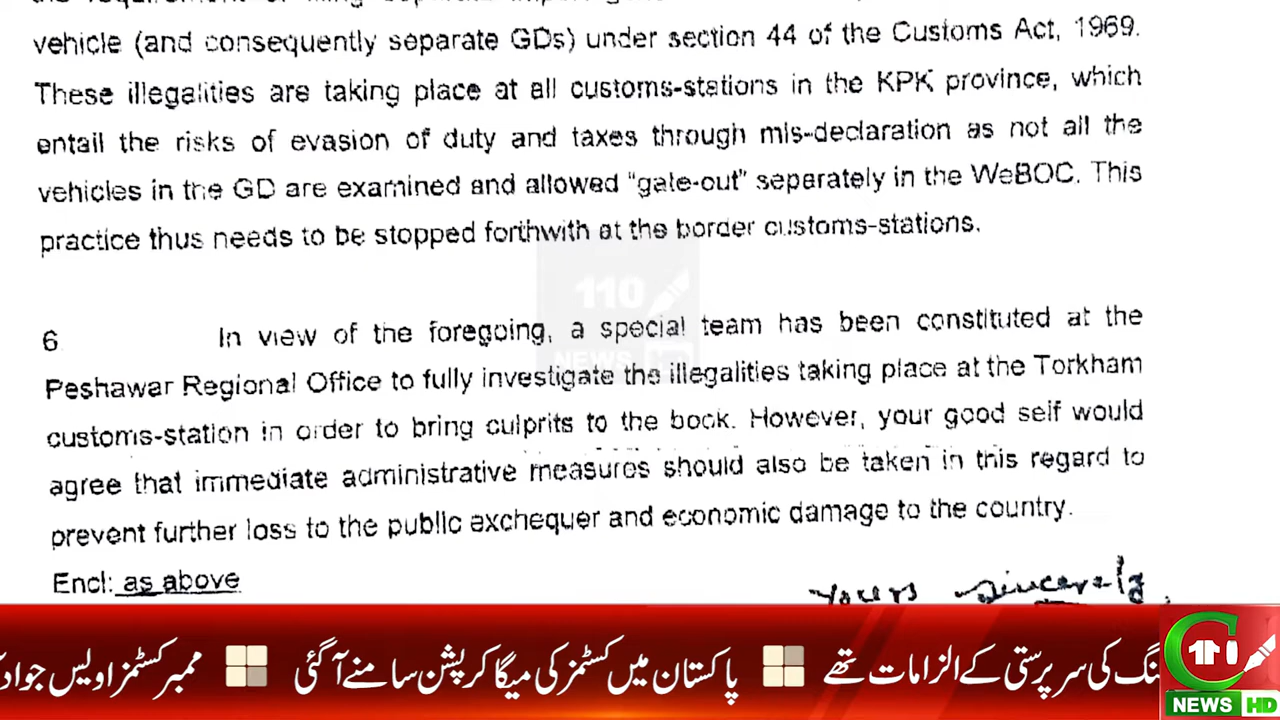 vehicle (and consequently separate GDs) under section 44 of the Customs Act, 1969.
These illegalities are taking place at all customs-stations in the KPK province, which
entail the risks of evasion of duty and taxes through mis-declaration as not all the
vehicles in the GD are examined and allowed “gate-out” separately in the WeBOC. This
practice thus needs to be stopped forthwith at the border customs-stations.
6 In view of the foregoing, a special team has been constituted at the
Peshawar Regional Office to fully investigate the illegalities taking place at the Torkham
customs-station in order to bring culprits to the book. However, your good self would
agree that immediate administrative measures should also be taken in this regard to
prevent further loss to the public exchequer and economic damage to the country.
Encl: as above
Yours sincerely,
110
NEWS HD
نگ کی سرپرستی کے الزامات تھے پاکستان میں کسٹمز کی میگا کرپشن سامنے آ گئی ممبر کسٹمز اویس جواد
110
NEWS HD